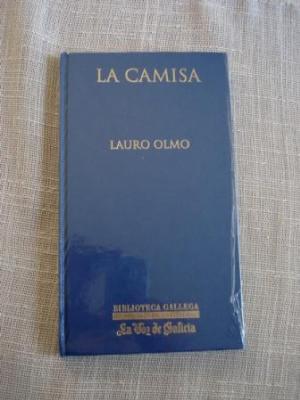 LA CAMISA
LAURO OLMO
BIBLIOTECA GALLEGA
La Voz de Galicia